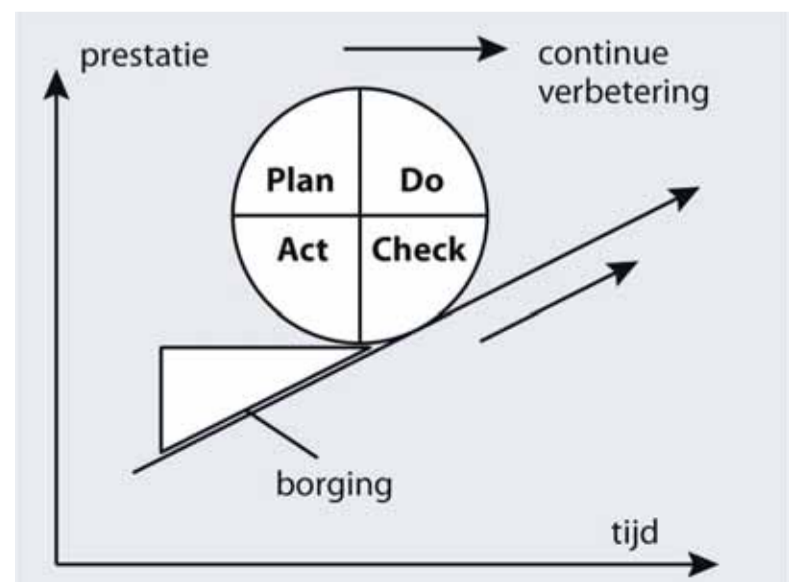 prestatie
continue
verbetering
Plan
Do
Act
Check
borging
tijd